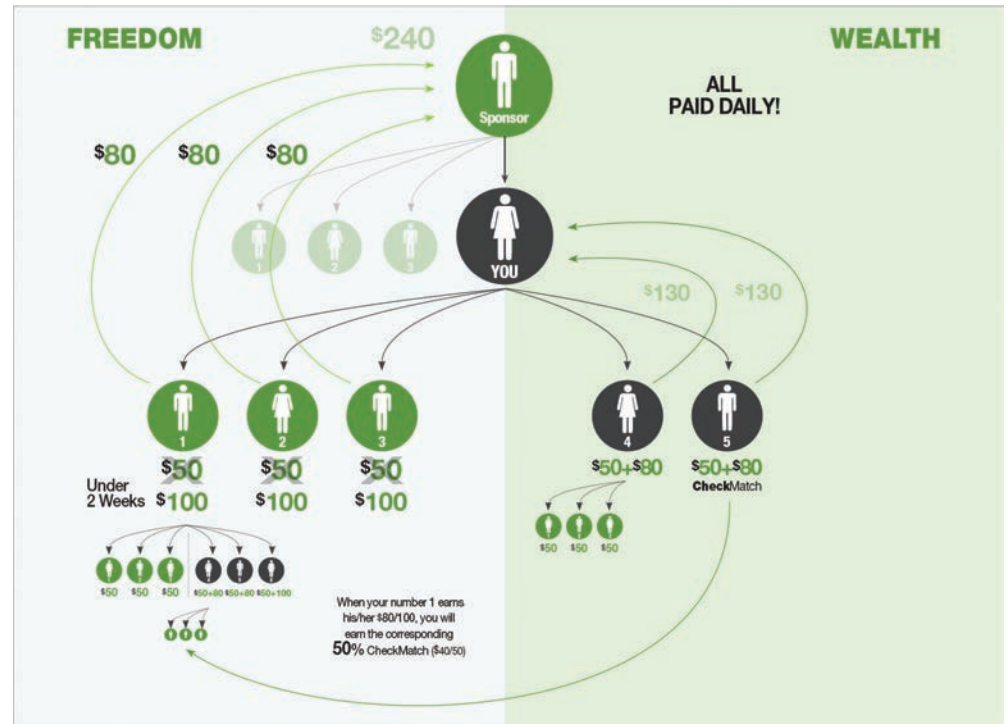 FREEDOM
$240
WEALTH
Sponsor
ALL
PAID DAILY!
$80
$80
$80
1
2
3
YOU
$130
$130
1
2
3
4
5
$50
$50
$50
$50+$80
$50+$80
CheckMatch
Under
2 Weeks
$100
$100
$100
$50
$50
$50
$50+80
$50+80
$50+100
$50
$50
$50
When your number 1 earns
his/her $80/100, you will
earn the corresponding
50% CheckMatch ($40/50)